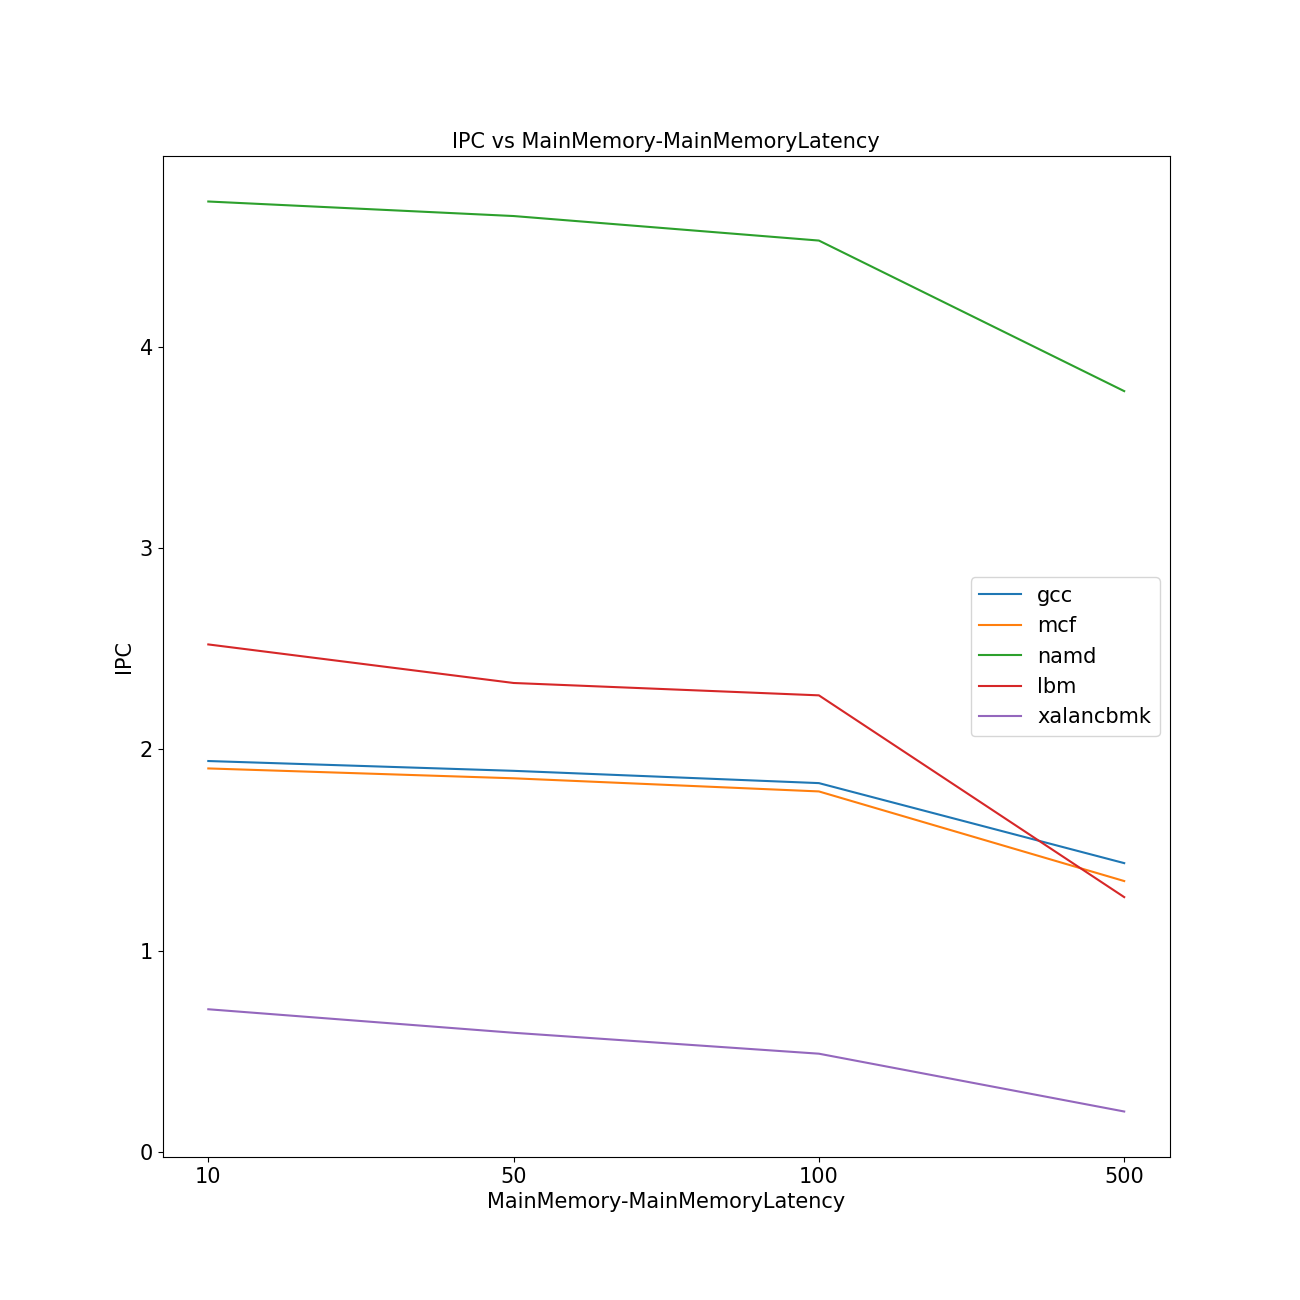 IPC vs MainMemory-MainMemoryLatency
4
3
2
1
0
IPC
gcc
mcf
namd
lbm
xalancbmk
10 50 100 500
MainMemory-MainMemoryLatency